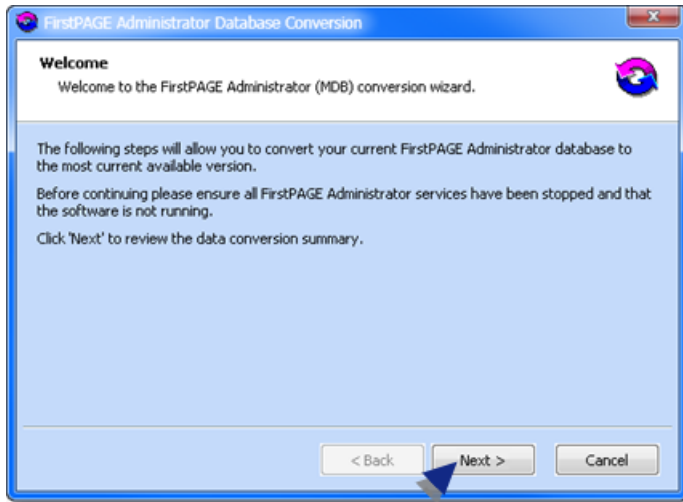 FirstPAGE Administrator Database Conversion
Welcome
Welcome to the FirstPAGE Administrator (MDB) conversion wizard.
The following steps will allow you to convert your current FirstPAGE Administrator database to
the most current available version.
Before continuing please ensure all FirstPAGE Administrator services have been stopped and that
the software is not running.
Click 'Next' to review the data conversion summary.
< Back
Next >
Cancel